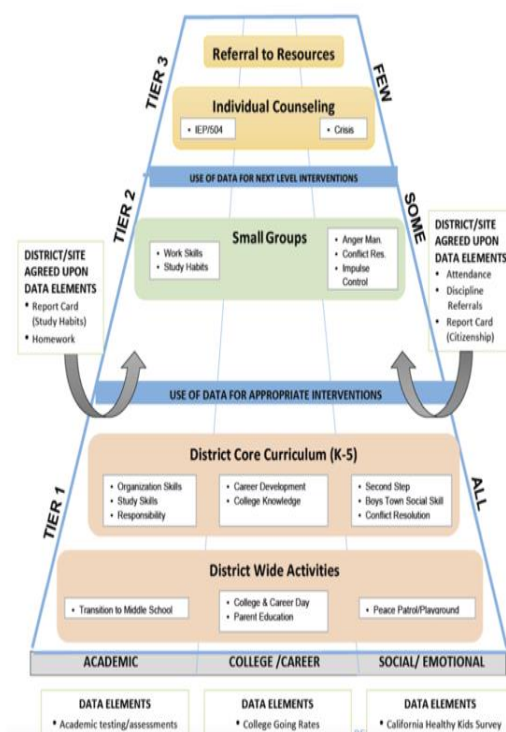 Referral to Resources
TIER 3
FEW
Individual Counseling
• IEP/504
• Crisis
USE OF DATA FOR NEXT LEVEL INTERVENTIONS
TIER 2
SOME
Small Groups
• Work Skills
• Study Habits
• Anger Man.
• Conflict Res.
• Impulse
Control
DISTRICT/SITE
AGREED UPON
DATA ELEMENTS
• Report Card
(Study Habits)
• Homework
DISTRICT/SITE
AGREED UPON
DATA ELEMENTS
• Attendance
• Discipline
Referrals
• Report Card
(Citizenship)
USE OF DATA FOR APPROPRIATE INTERVENTIONS
TIER 1
ALL
District Core Curriculum (K-5)
• Organization Skills
• Study Skills
• Responsibility
• Career Development
• College Knowledge
• Second Step
• Boys Town Social Skill
• Conflict Resolution
District Wide Activities
• Transition to Middle School
• College & Career Day
• Parent Education
• Peace Patrol/Playground
ACADEMIC
COLLEGE /CAREER
SOCIAL/ EMOTIONAL
DATA ELEMENTS
• Academic testing/assessments
DATA ELEMENTS
• College Going Rates
DATA ELEMENTS
• California Healthy Kids Survey